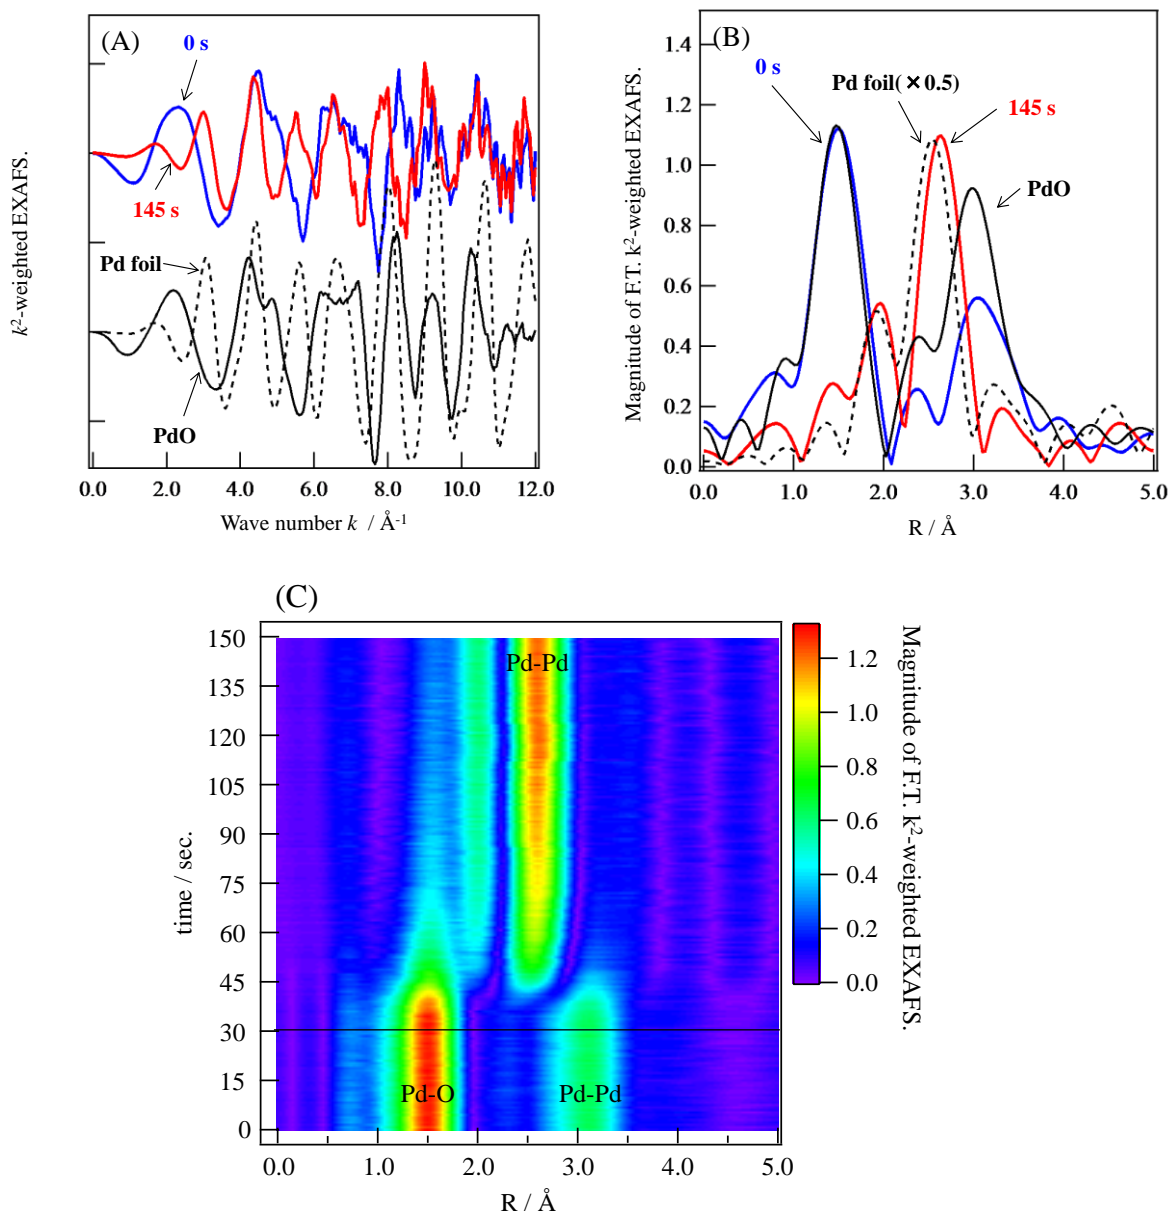 (A)
0 s
145 s
Pd foil
PdO
k²-weighted EXAFS.
0.0 2.0 4.0 6.0 8.0 10.0 12.0
Wave number k / Å-1
(B)
0 s
Pd foil(×0.5)
145 s
PdO
Magnitude of F.T. k²-weighted EXAFS.
1.4
1.2
1.0
0.8
0.6
0.4
0.2
0.0
0.0 1.0 2.0 3.0 4.0 5.0
R / Å
(C)
Pd-Pd
Pd-O Pd-Pd
time / sec.
150
135
120
105
90
75
60
45
30
15
0
0.0 1.0 2.0 3.0 4.0 5.0
R / Å
1.2
1.0
0.8
0.6
0.4
0.2
0.0
Magnitude of F.T. k²-weighted EXAFS.